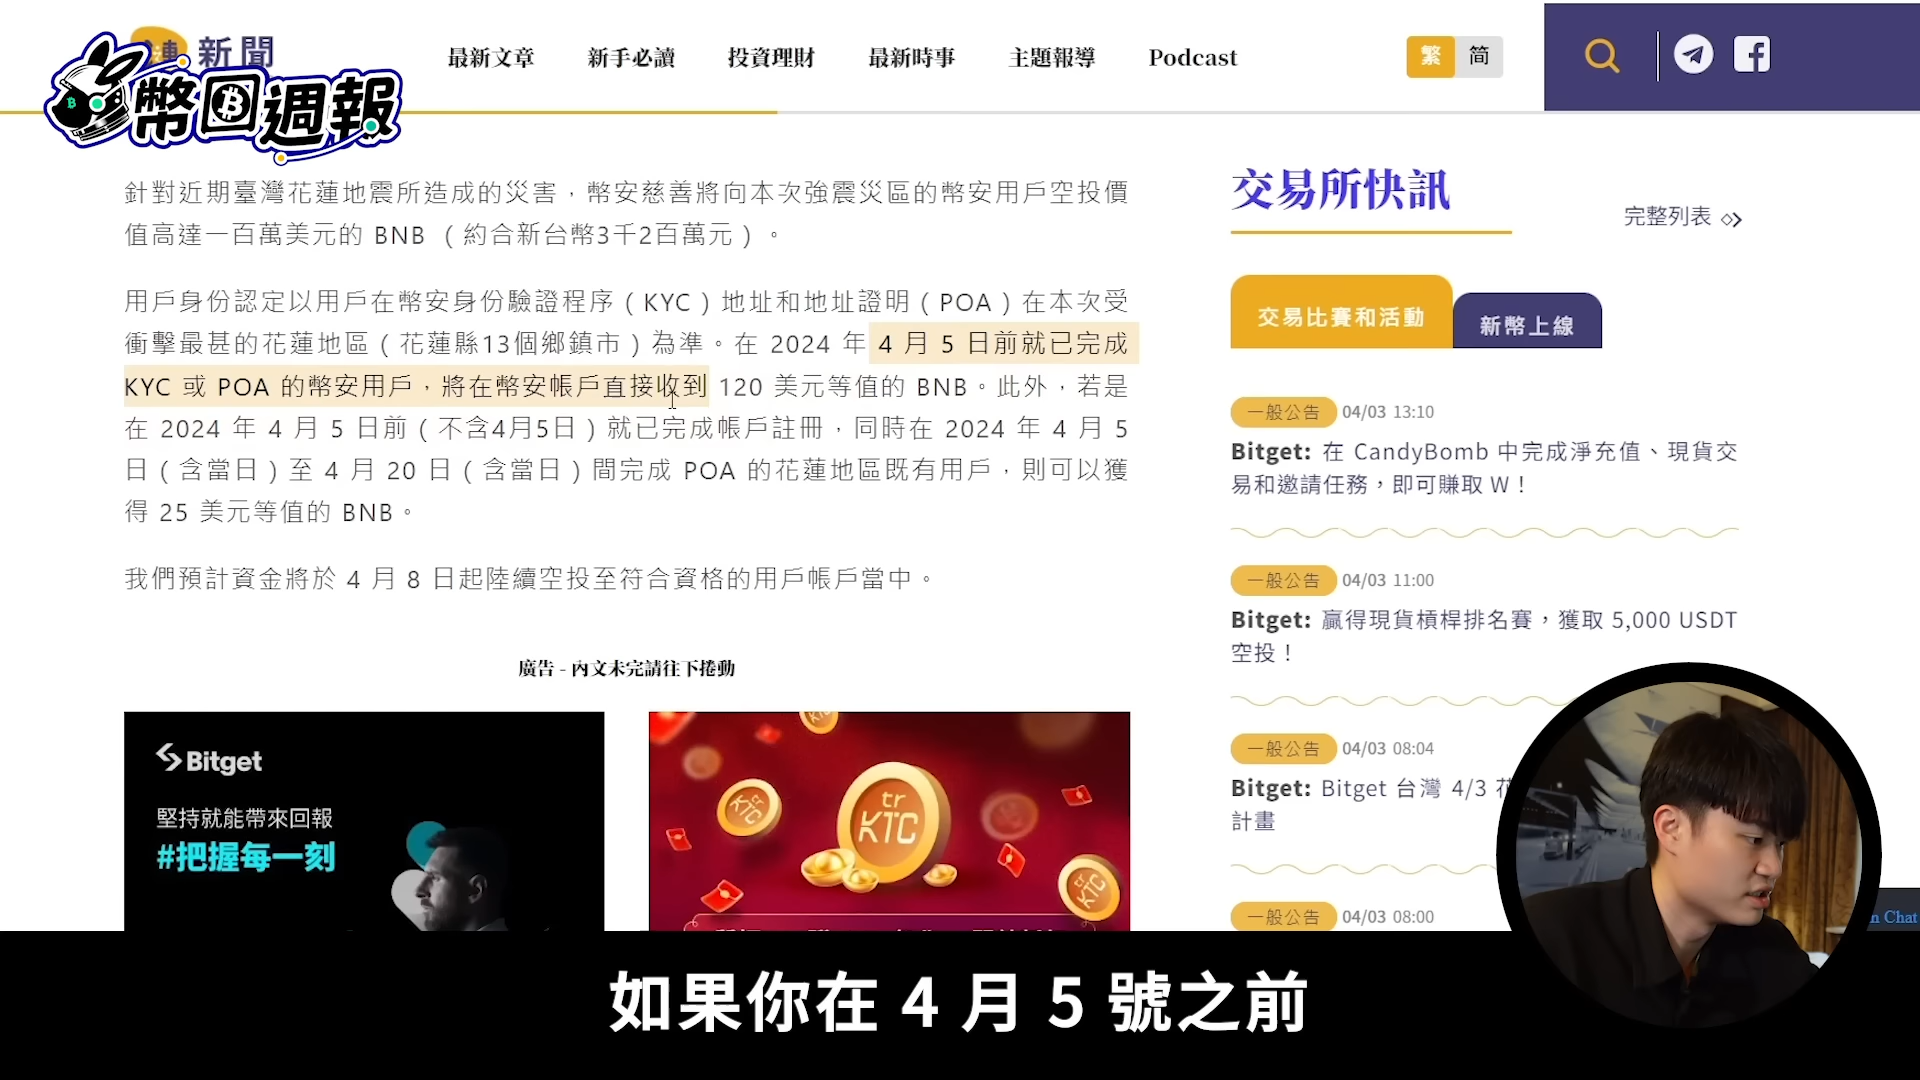 新聞
幣圈週報
最新文章
新手必讀
投資理財
最新時事
主題報導
Podcast
繁
简
針對近期臺灣花蓮地震所造成的災害，幣安慈善將向本次強震災區的幣安用戶空投價
值高達一百萬美元的 BNB （約合新台幣3千2百萬元）。
用戶身份認定以用戶在幣安身份驗證程序（KYC）地址和地址證明（POA）在本次受
衝擊最甚的花蓮地區（花蓮縣13個鄉鎮市）為準。在 2024 年 4 月 5 日前就已完成
KYC 或 POA 的幣安用戶，將在幣安帳戶直接收到 120 美元等值的 BNB。此外，若是
在 2024 年 4 月 5 日前（不含4月5日）就已完成帳戶註冊，同時在 2024 年 4 月 5
日（含當日）至 4 月 20 日（含當日）間完成 POA 的花蓮地區既有用戶，則可以獲
得 25 美元等值的 BNB。
我們預計資金將於 4 月 8 日起陸續空投至符合資格的用戶帳戶當中。
廣告 - 內文未完請往下捲動
Bitget
堅持就能帶來回報
#把握每一刻
tr
KTC
KTC
KTC
KTC
交易所快訊
完整列表
交易比賽和活動
新幣上線
一般公告 04/03 13:10
Bitget: 在 CandyBomb 中完成淨充值、現貨交
易和邀請任務，即可賺取 W！
一般公告 04/03 11:00
Bitget: 贏得現貨槓桿排名賽，獲取 5,000 USDT
空投！
一般公告 04/03 08:04
Bitget: Bitget 台灣 4/3 花
計畫
一般公告 04/03 08:00
n Chat
如果你在 4 月 5 號之前